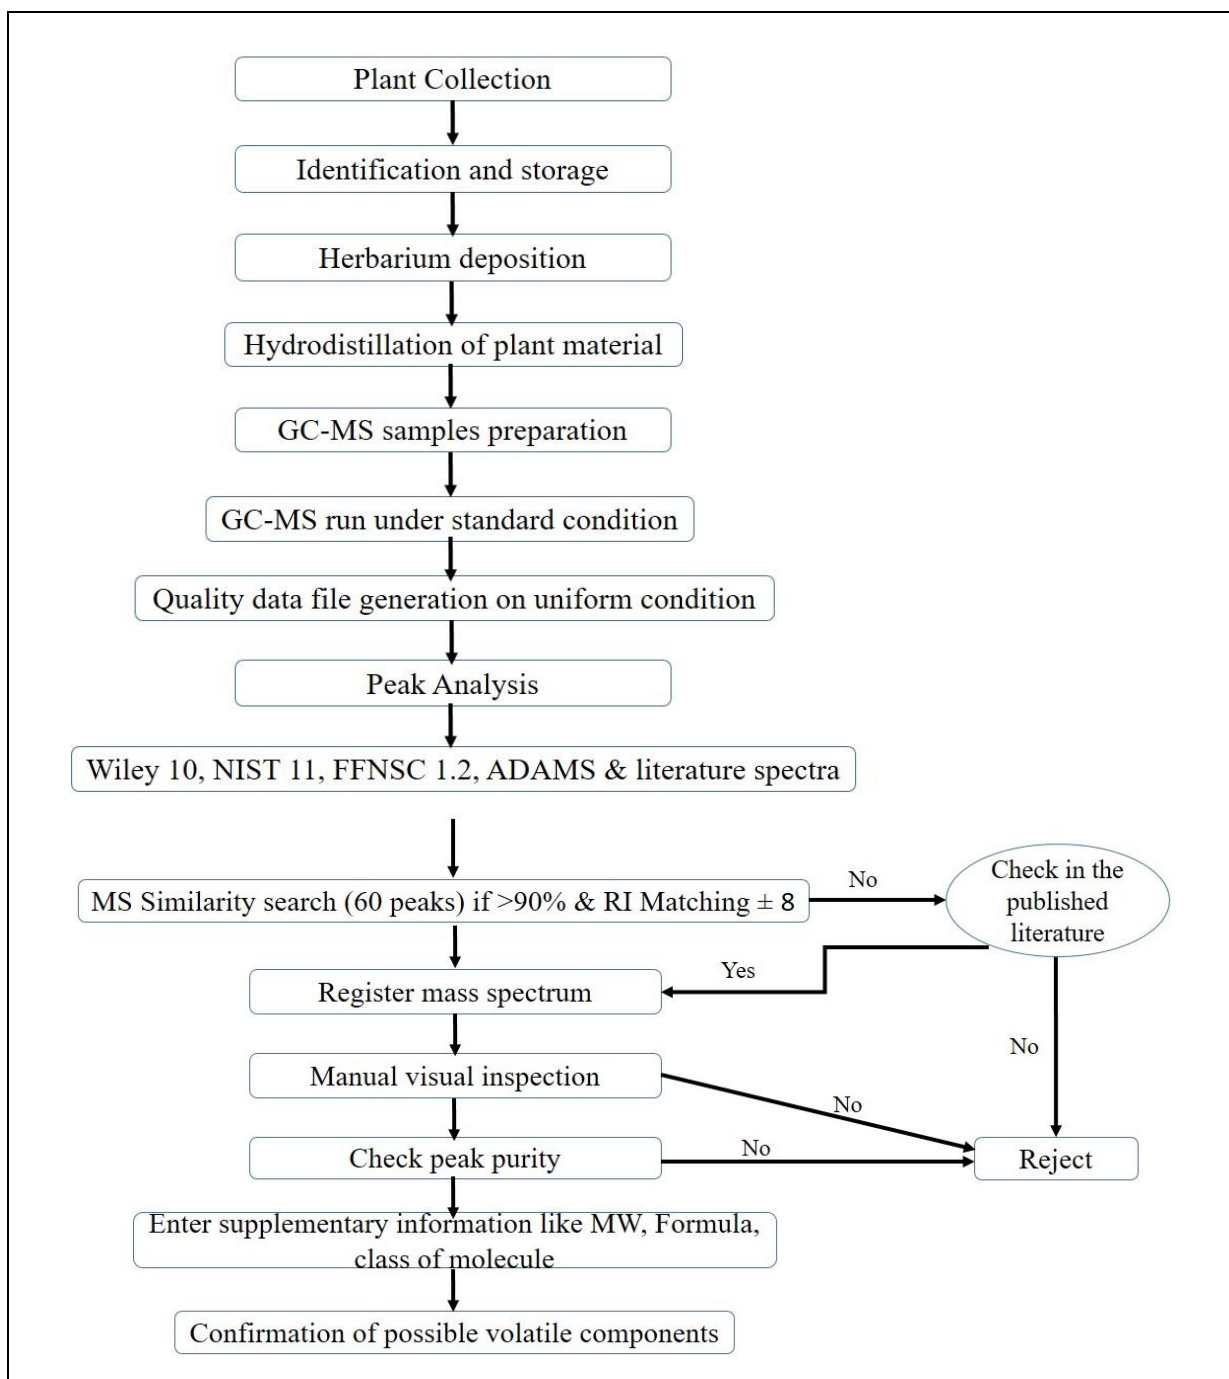 Plant Collection
Identification and storage
Herbarium deposition
Hydrodistillation of plant material
GC-MS samples preparation
GC-MS run under standard condition
Quality data file generation on uniform condition
Peak Analysis
Wiley 10, NIST 11, FFNSC 1.2, ADAMS & literature spectra
MS Similarity search (60 peaks) if >90% & RI Matching ± 8
No
Check in the
published
literature
Yes
Register mass spectrum
No
Manual visual inspection
No
Check peak purity
No
Reject
Enter supplementary information like MW, Formula,
class of molecule
Confirmation of possible volatile components